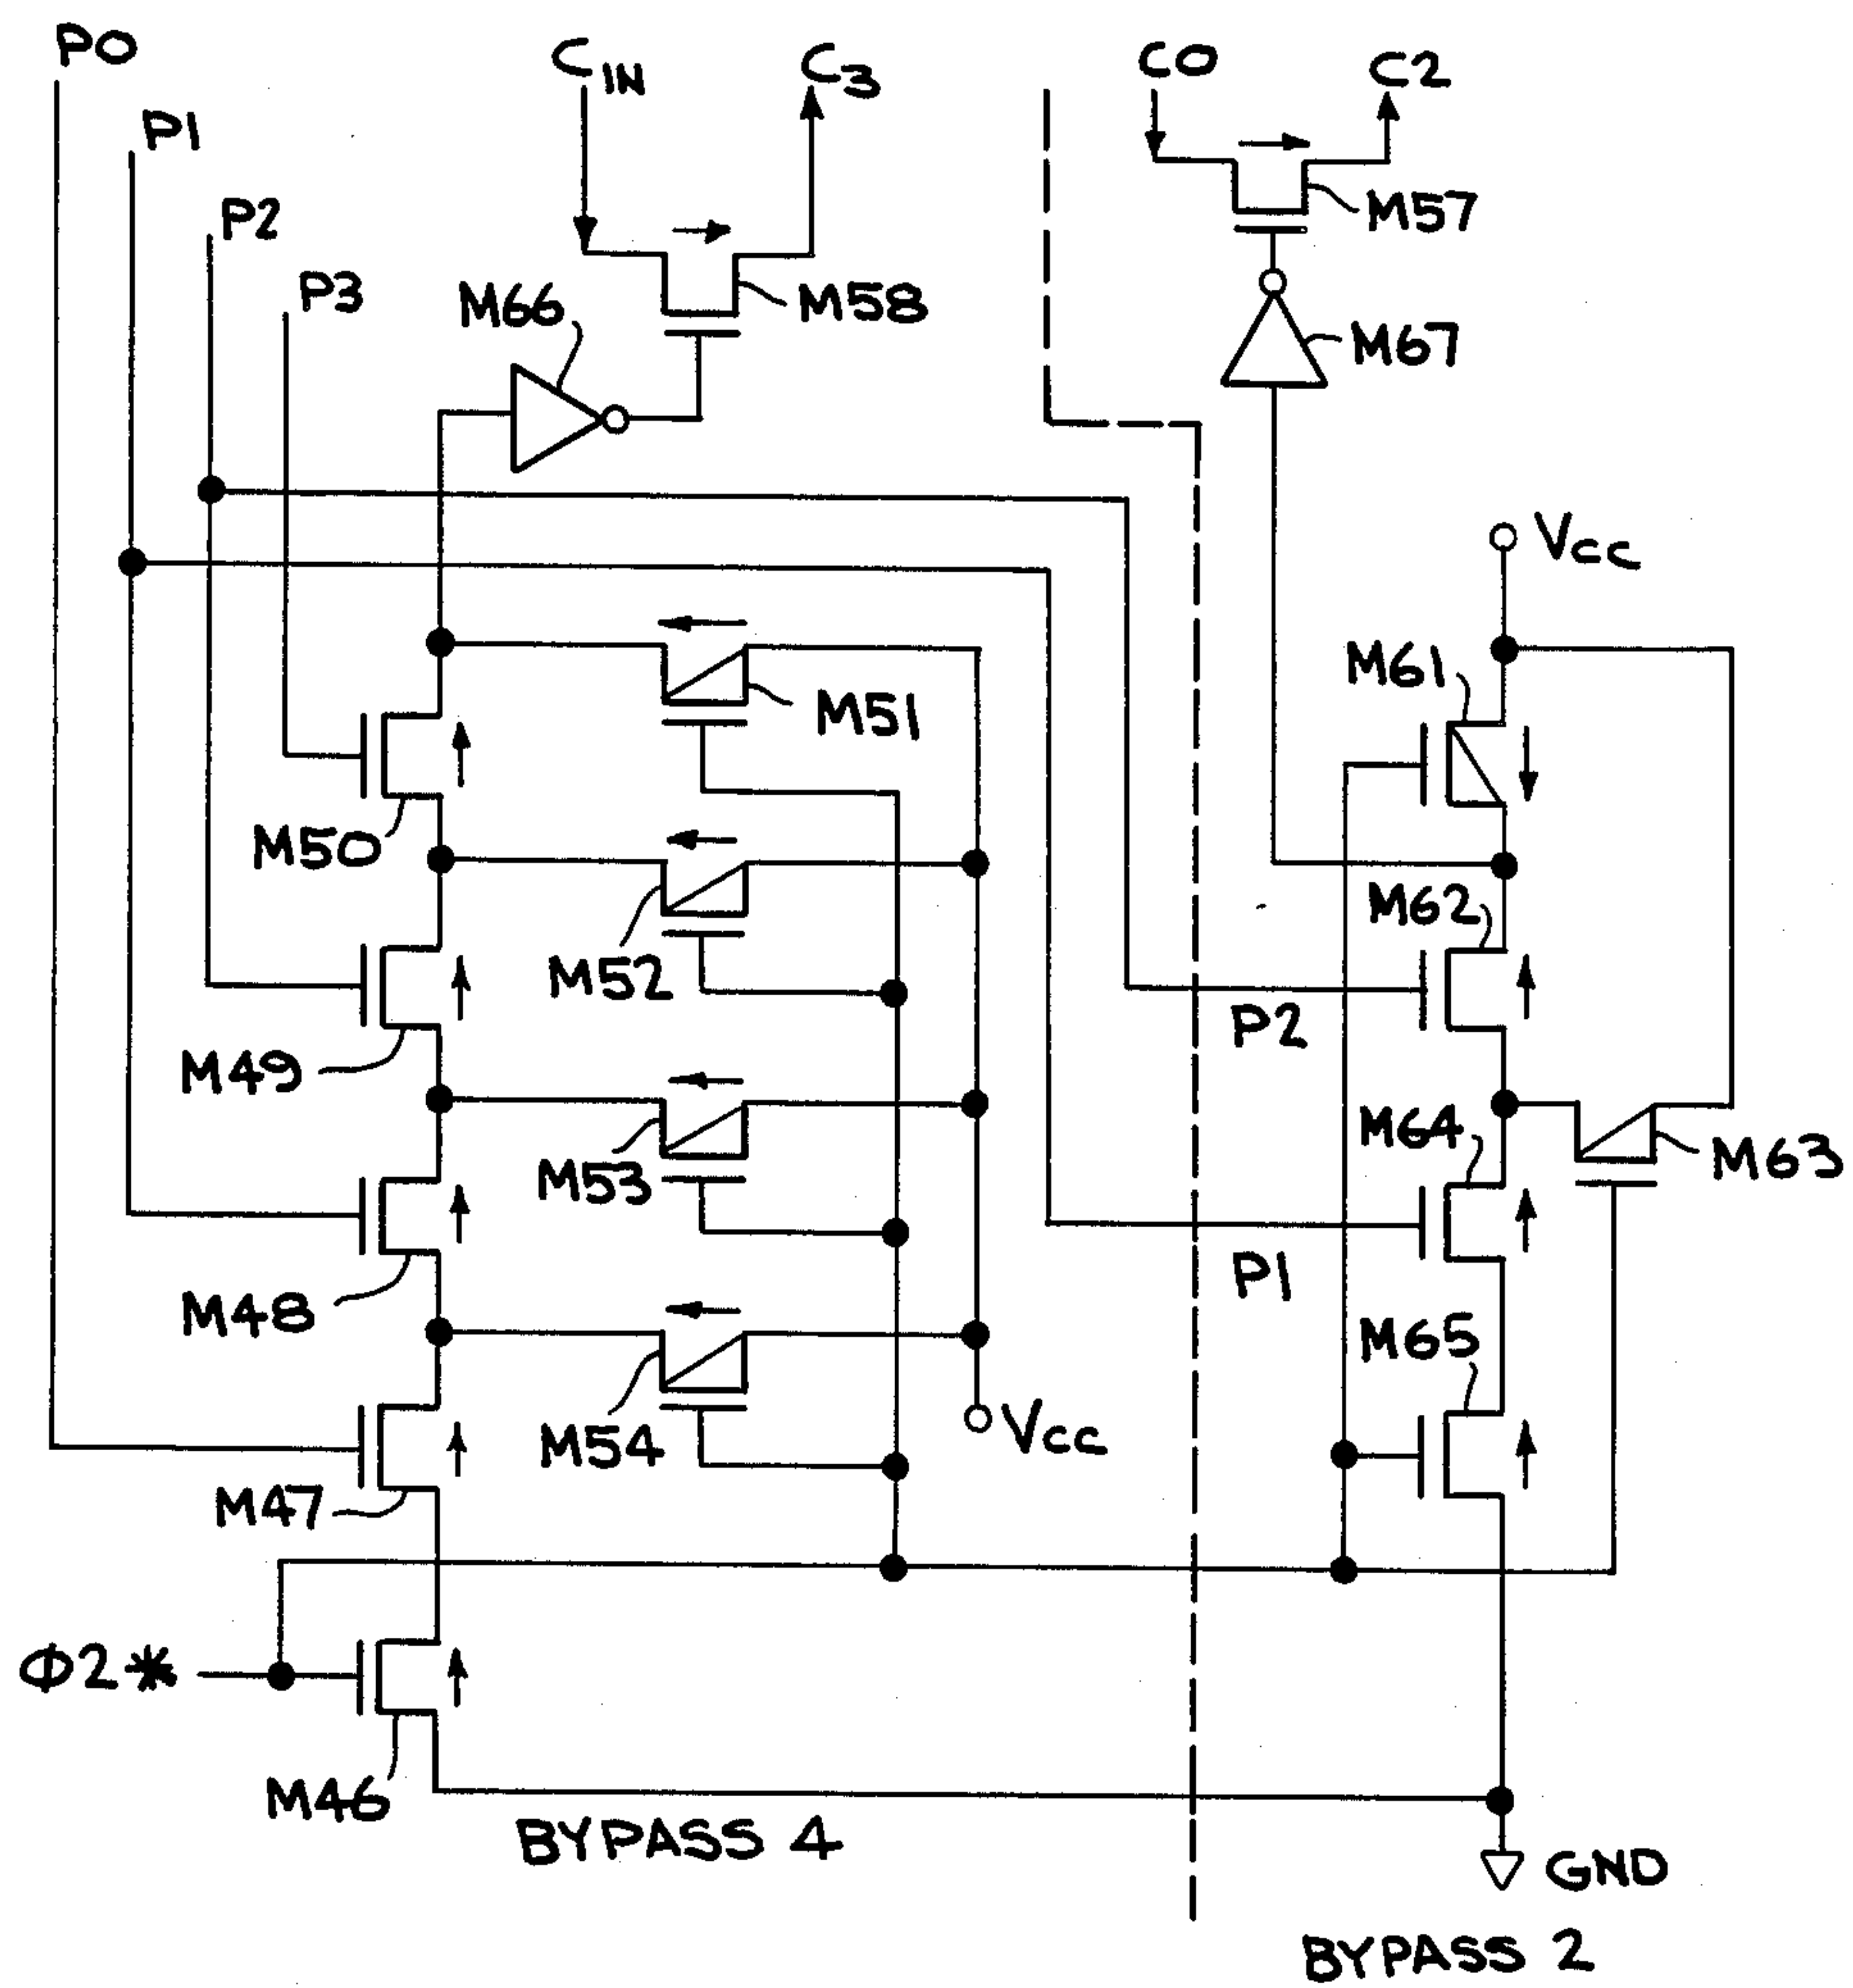 P0
P1
P2
P3
CIN
C3
C0
C2
M57
M58
M66
M67
Vcc
M61
M51
M50
M62
M52
P2
M49
M64
M63
M53
P1
M48
M65
M54
Vcc
M47
Φ2*
M46
BYPASS 4
GND
BYPASS 2